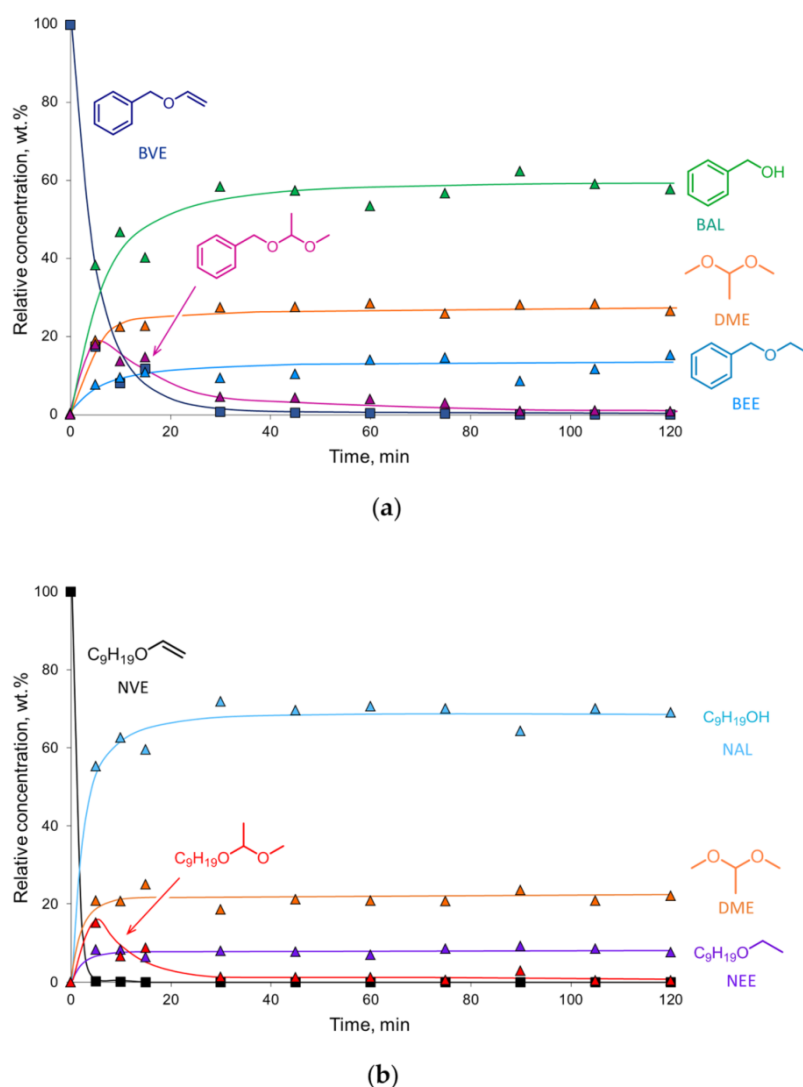 100
80
60
40
20
0
Relative concentration, wt.%
O
BVE
O
O
OH
BAL
O
O
DME
O
BEE
0
20
40
60
80
100
120
Time, min
(a)
100
80
60
40
20
0
Relative concentration, wt.%
C9H19O
NVE
C9H19O
O
C9H19OH
NAL
O
O
DME
C9H19O
NEE
0
20
40
60
80
100
120
Time, min
(b)